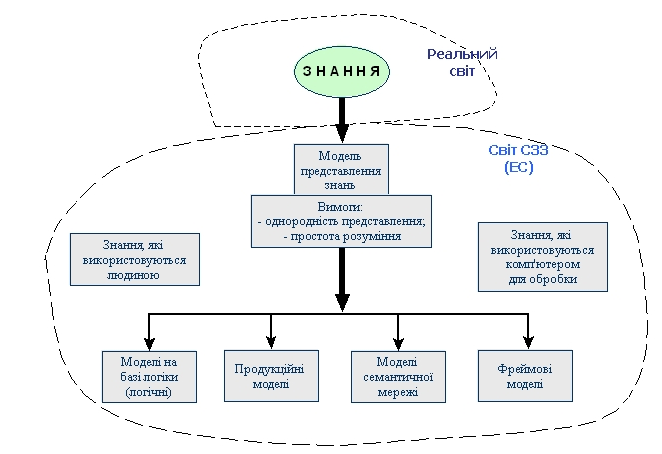 Реальний
світ
З Н А Н Н Я
Світ СЗЗ
(ЕС)
Модель
представлення
знань
Вимоги:
- однородність представлення;
- простота розуміння
Знання, які
використовуються
людиною
Знання, які
використовуються
комп'ютером
для обробки
Моделі на
базі логіки
(логічні)
Продукційні
моделі
Моделі
семантичної
мережі
Фреймові
моделі